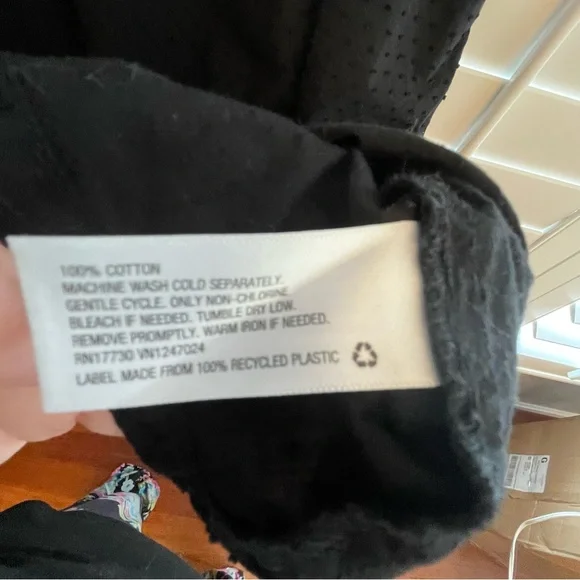 100% COTTON
MACHINE WASH COLD SEPARATELY.
GENTLE CYCLE. ONLY NON-CHLORINE
BLEACH IF NEEDED. TUMBLE DRY LOW.
REMOVE PROMPTLY. WARM IRON IF NEEDED.
RN17730 VN1247024
LABEL MADE FROM 100% RECYCLED PLASTIC
G